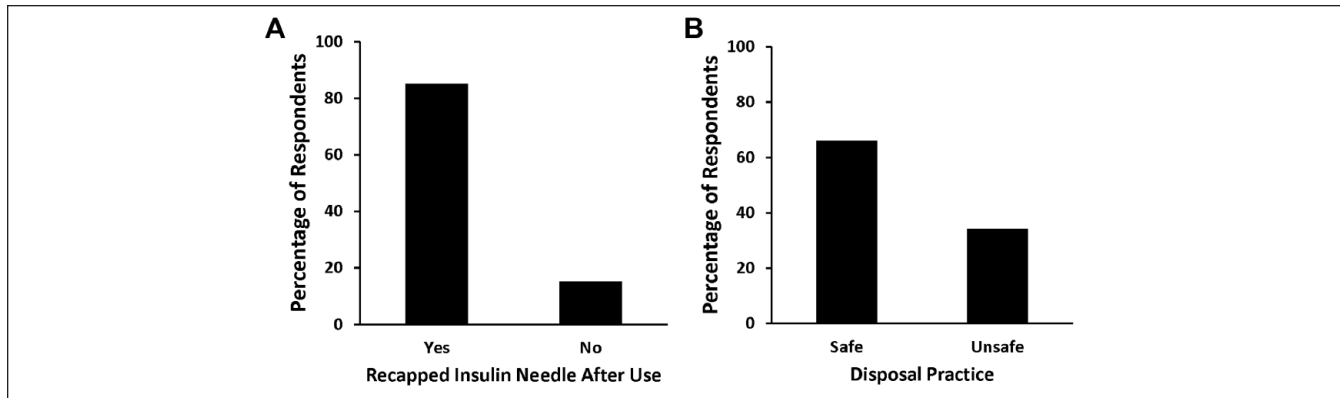 A
Percentage of Respondents
100
80
60
40
20
0
Yes No
Recapped Insulin Needle After Use
B
Percentage of Respondents
100
80
60
40
20
0
Safe Unsafe
Disposal Practice